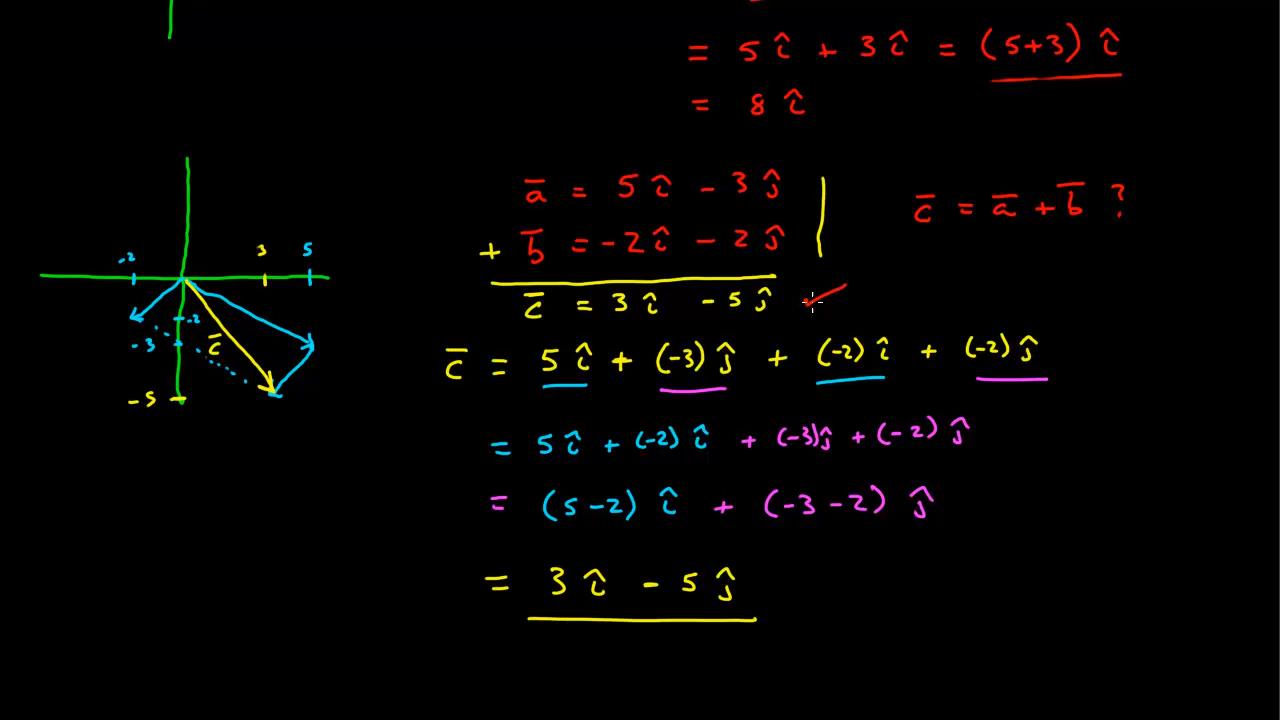 = 5 î + 3 î = (5+3) î
= 8 î
a̅ = 5 î - 3 ĵ
c̅ = a̅ + b̅ ?
+ b̅ = -2 î - 2 ĵ
c̅ = 3 î - 5 ĵ
-2 3 5
-2
-3 c̅
-5
c̅ = 5 î + (-3) ĵ + (-2) î + (-2) ĵ
= 5 î + (-2) î + (-3) ĵ + (-2) ĵ
= (5-2) î + (-3-2) ĵ
= 3 î - 5 ĵ